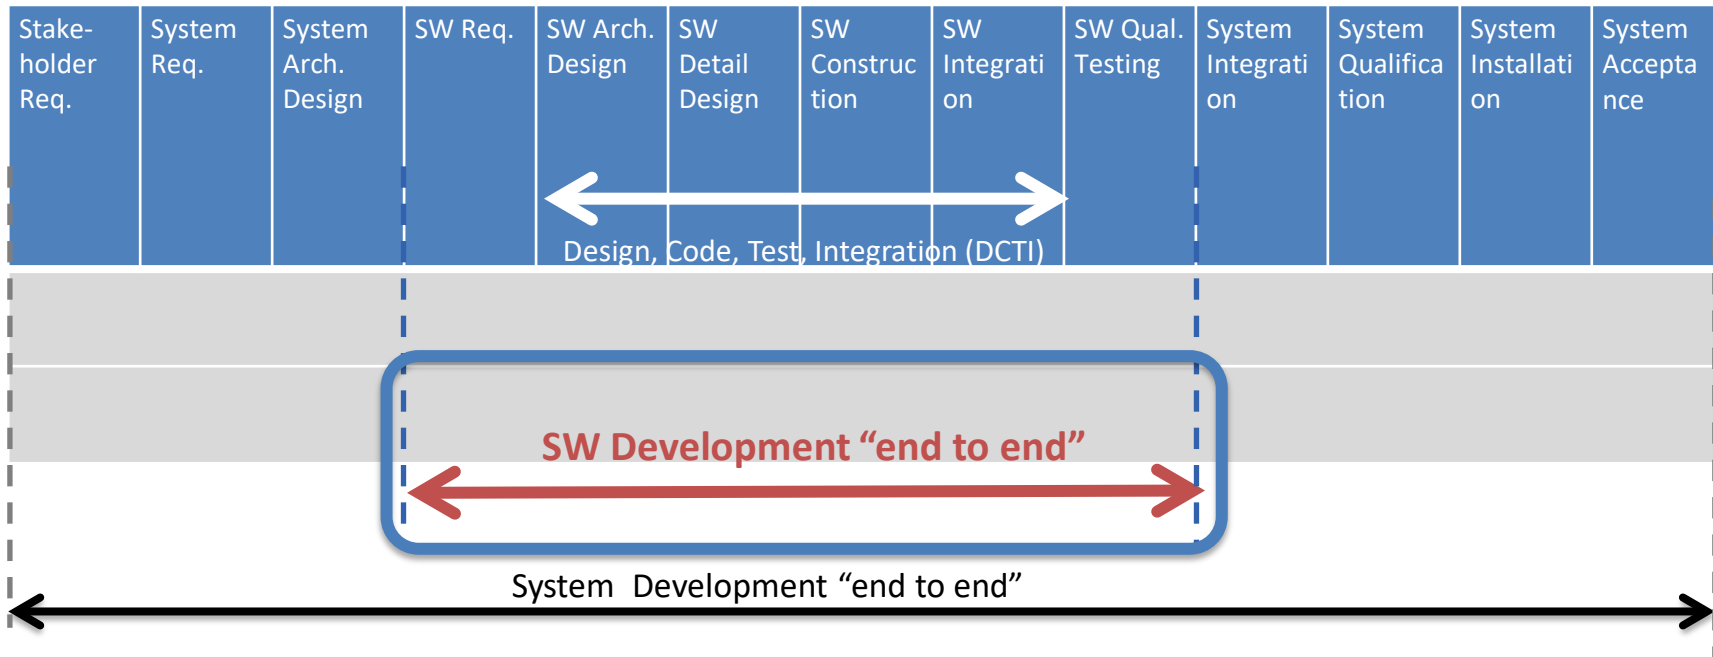 Stake-
holder
Req.
System
Req.
System
Arch.
Design
SW Req.
SW Arch.
Design
SW
Detail
Design
SW
Construc
tion
SW
Integrati
on
SW Qual.
Testing
System
Integrati
on
System
Qualifica
tion
System
Installati
on
System
Accepta
nce
Design, Code, Test, Integration (DCTI)
SW Development “end to end”
System  Development “end to end”